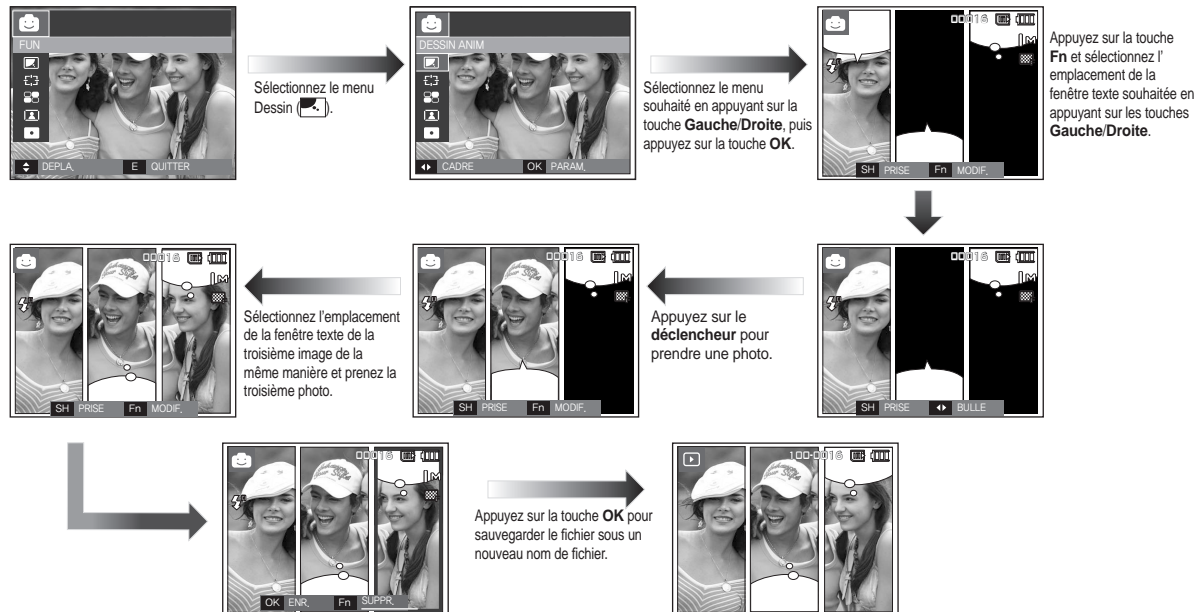 FUN
DEPLA.
E QUITTER
Sélectionnez le menu
Dessin ( ).
DESSIN ANIM
CADRE
OK PARAM.
Sélectionnez le menu
souhaité en appuyant sur la
touche Gauche/Droite, puis
appuyez sur la touche OK.
00016
SH PRISE Fn MODIF.
Appuyez sur la touche
Fn et sélectionnez l'
emplacement de la
fenêtre texte souhaitée en
appuyant sur les touches
Gauche/Droite.
00016
SH PRISE BULLE
Appuyez sur le
déclencheur pour
prendre une photo.
00016
SH PRISE Fn MODIF.
Sélectionnez l'emplacement
de la fenêtre texte de la
troisième image de la
même manière et prenez la
troisième photo.
00016
SH PRISE Fn MODIF.
00016
OK ENR. Fn SUPPR.
Appuyez sur la touche OK pour
sauvegarder le fichier sous un
nouveau nom de fichier.
100-0016